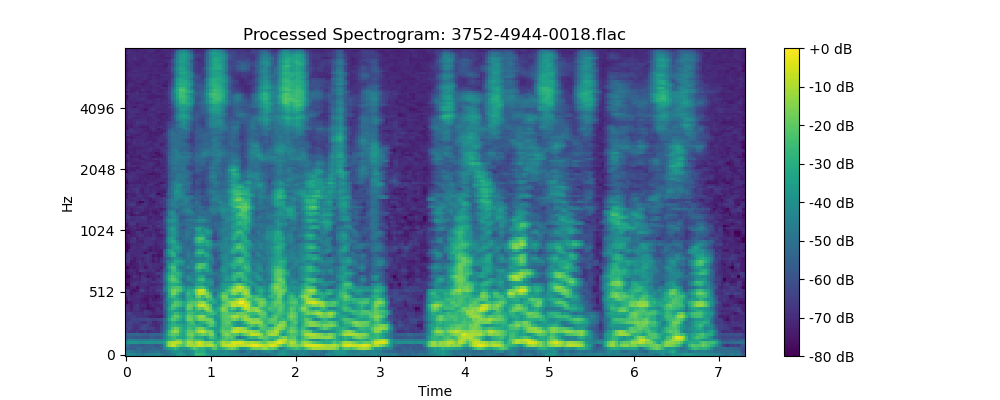 Processed Spectrogram: 3752-4944-0018.flac
Hz
4096
2048
1024
512
0
0 1 2 3 4 5 6 7
Time
+0 dB
-10 dB
-20 dB
-30 dB
-40 dB
-50 dB
-60 dB
-70 dB
-80 dB